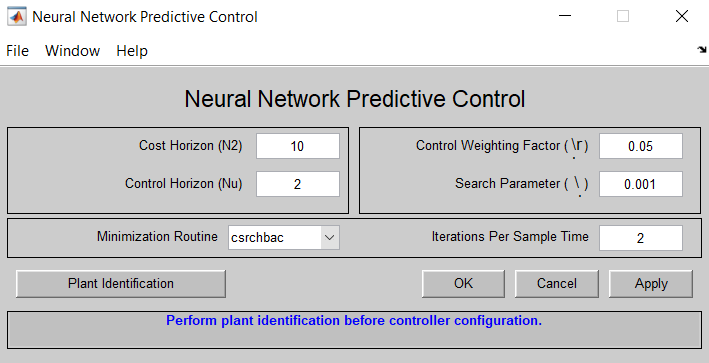 Neural Network Predictive Control
File Window Help
Neural Network Predictive Control
Cost Horizon (N2) 10
Control Weighting Factor (\r) 0.05
Control Horizon (Nu) 2
Search Parameter ( \ ) 0.001
Minimization Routine csrchbac
Iterations Per Sample Time 2
Plant Identification OK Cancel Apply
Perform plant identification before controller configuration.